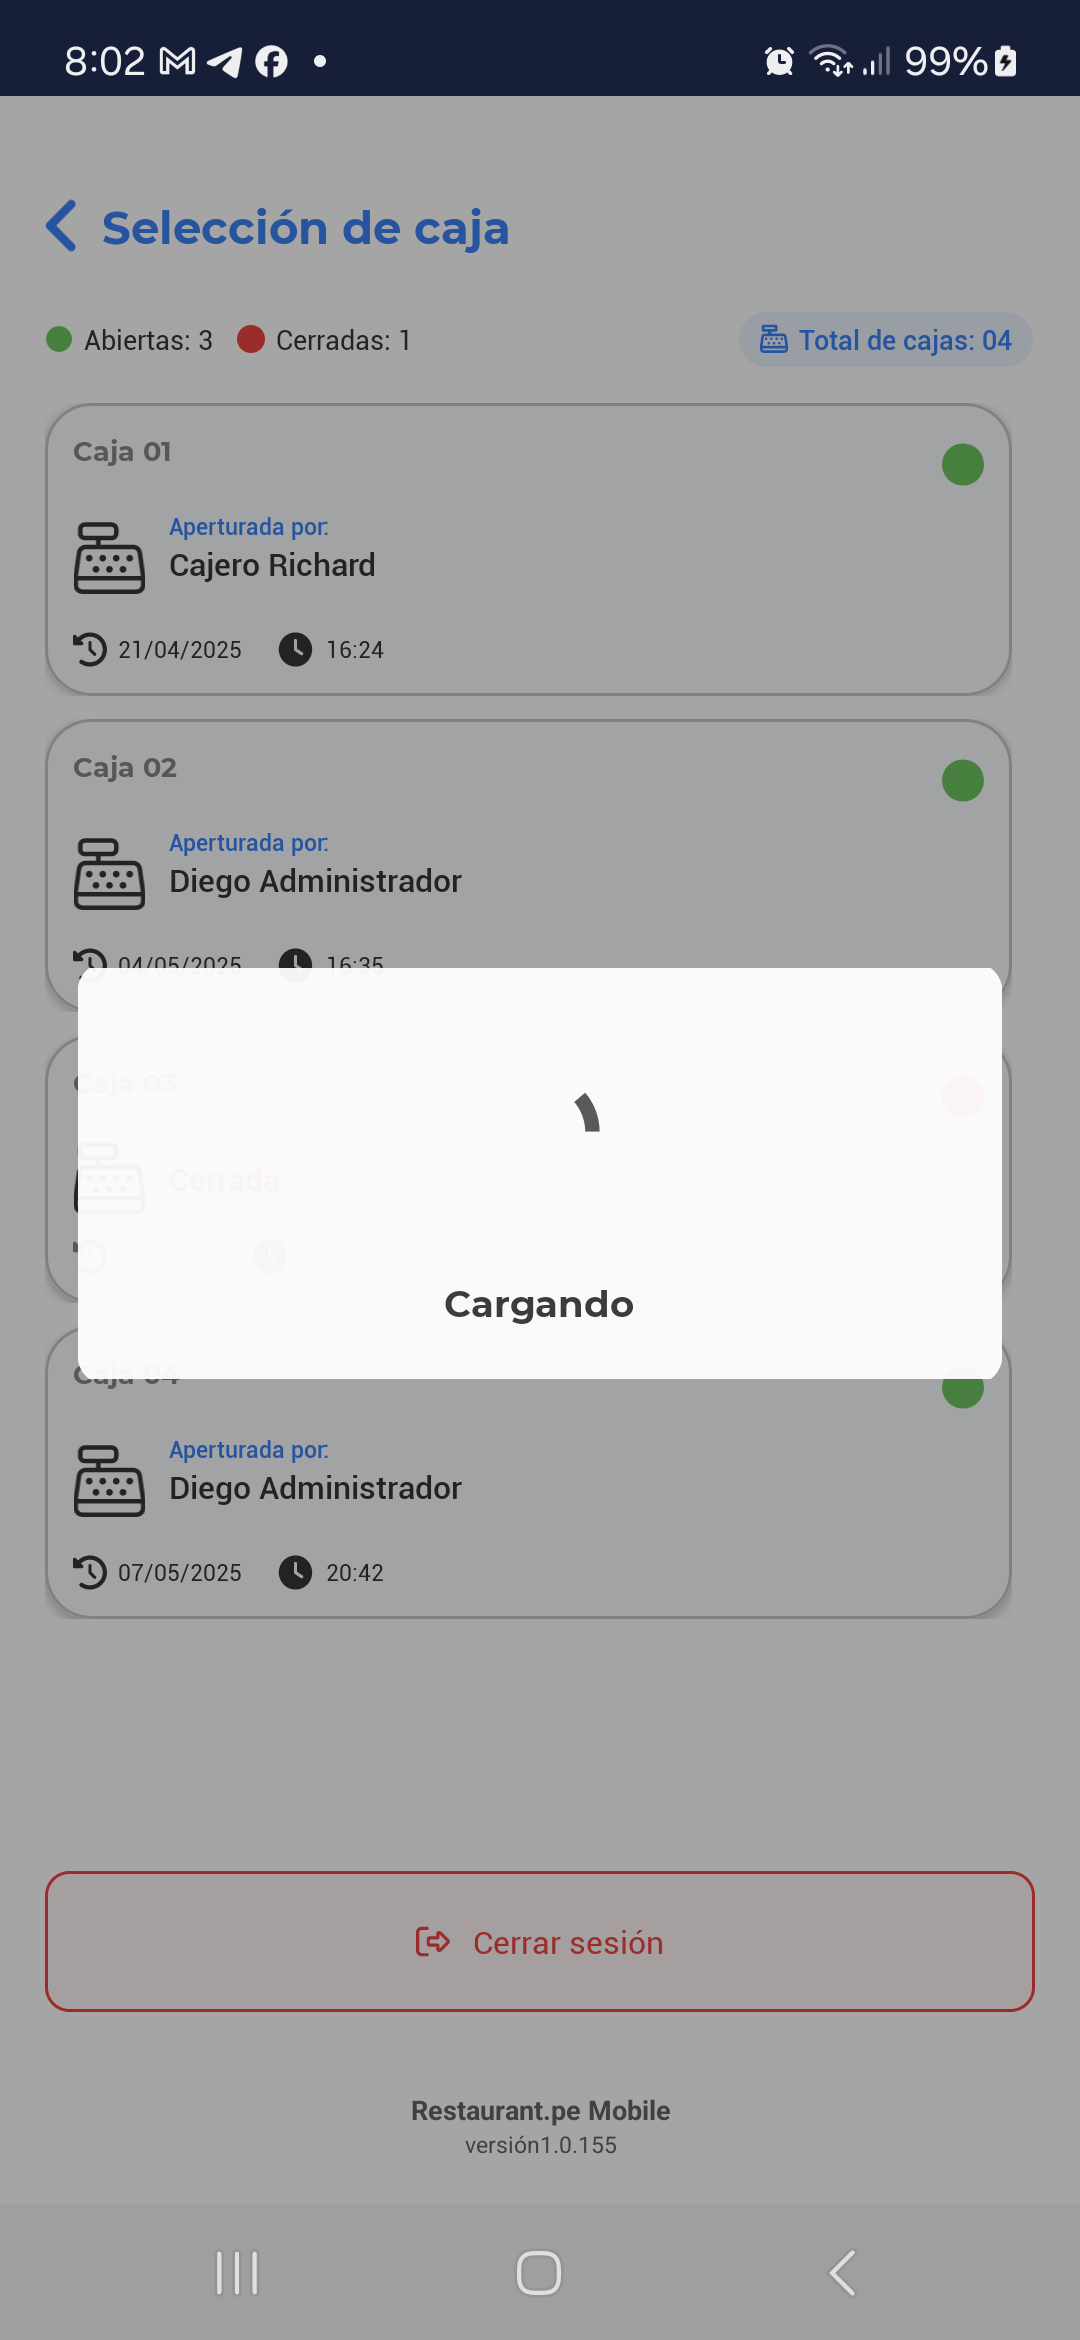 8:02
99%
Selección de caja
Abiertas: 3
Cerradas: 1
Total de cajas: 04
Caja 01
Aperturada por:
Cajero Richard
21/04/2025 16:24
Caja 02
Aperturada por:
Diego Administrador
04/05/2025 16:35
Caja 03
Cerrada
Cargando
Caja 04
Aperturada por:
Diego Administrador
07/05/2025 20:42
Cerrar sesión
Restaurant.pe Mobile
versión1.0.155